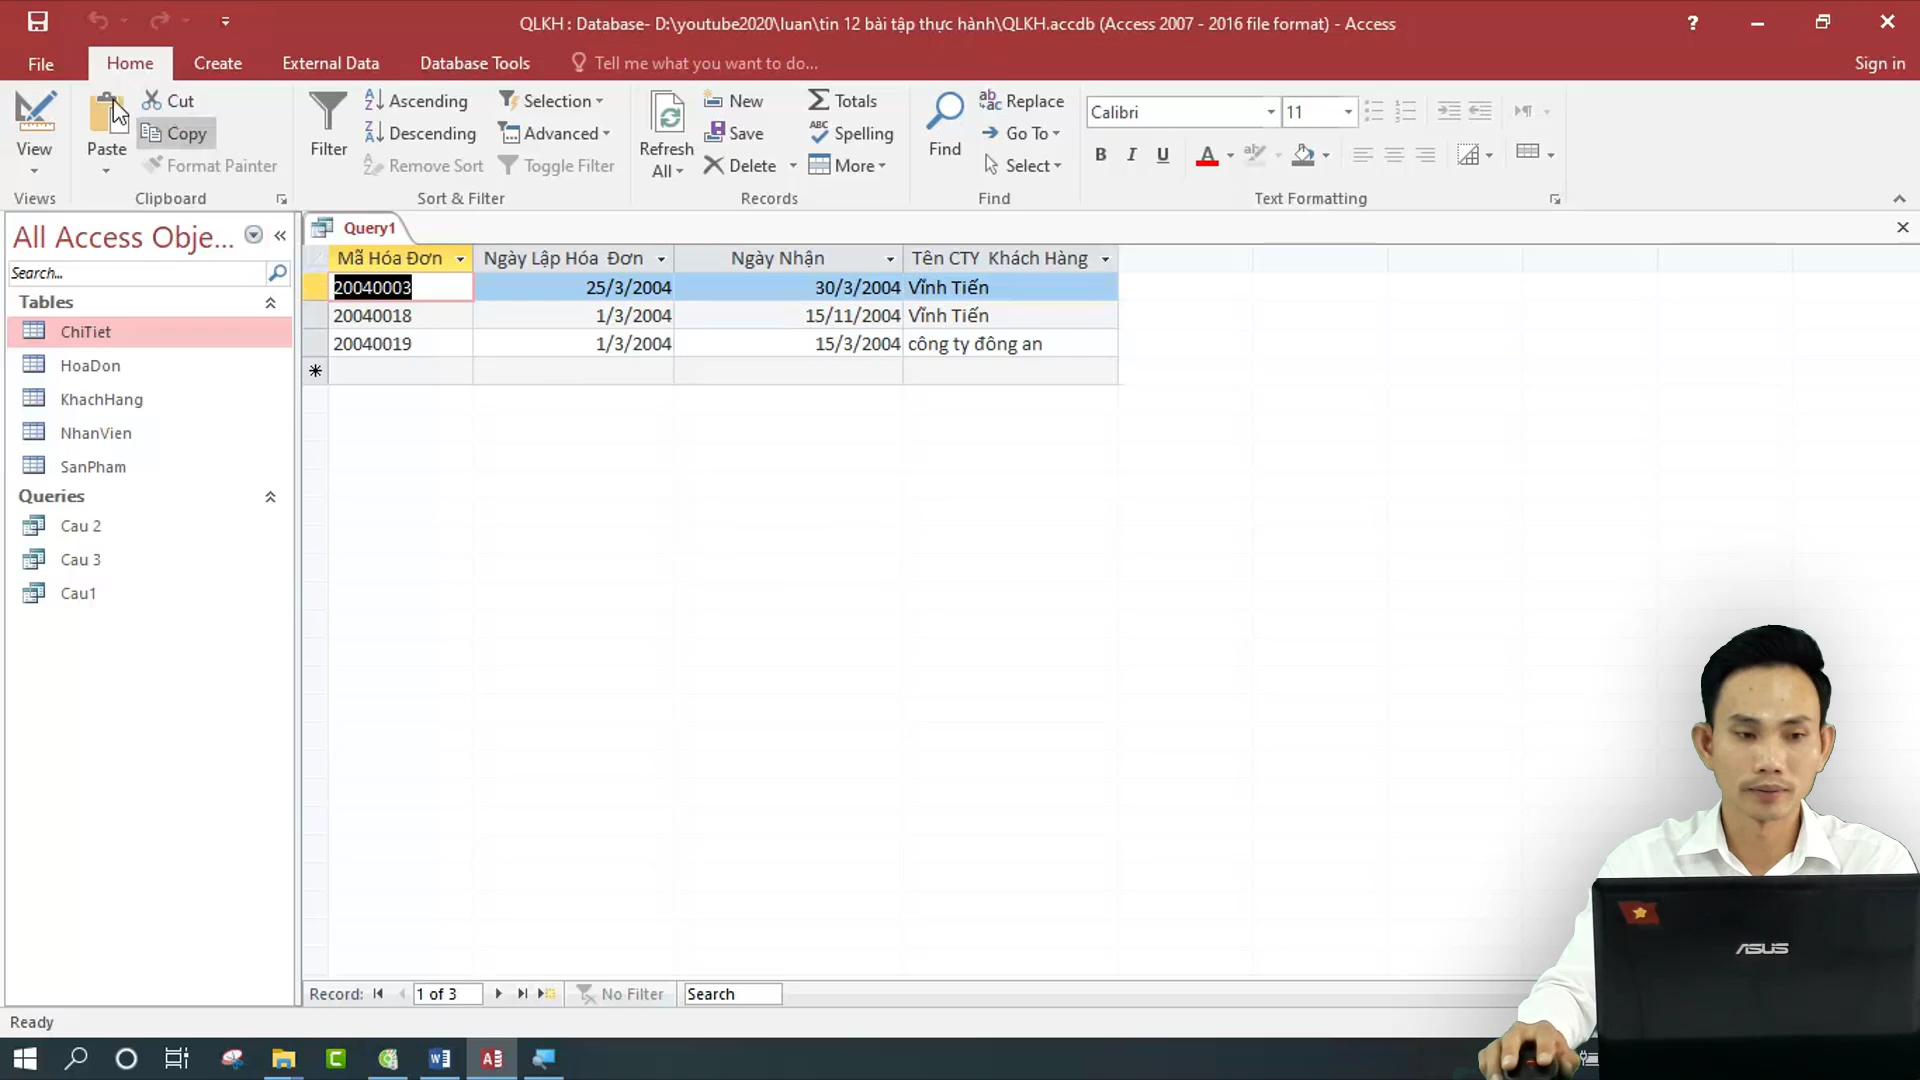 QLKH : Database- D:\youtube2020\luan\tin 12 bài tập thực hành\QLKH.accdb (Access 2007 - 2016 file format) - Access
?
File Home Create External Data Database Tools Tell me what you want to do... Sign in
View
Views
Paste
Cut
Copy
Format Painter
Clipboard
Filter
Ascending
Descending
Remove Sort
Selection
Advanced
Toggle Filter
Sort & Filter
Refresh
All
New
Save
Delete
Totals
Spelling
More
Records
Find
Replace
Go To
Select
Find
Calibri 11
B I U A
Text Formatting
All Access Obje...
Search...
Tables
ChiTiet
HoaDon
KhachHang
NhanVien
SanPham
Queries
Cau 2
Cau 3
Cau1
Query1
Mã Hóa Đơn Ngày Lập Hóa Đơn Ngày Nhận Tên CTY Khách Hàng
20040003 25/3/2004 30/3/2004 Vĩnh Tiến
20040018 1/3/2004 15/11/2004 Vĩnh Tiến
20040019 1/3/2004 15/3/2004 công ty đông an
Record: 1 of 3 No Filter Search
Ready
ASUS